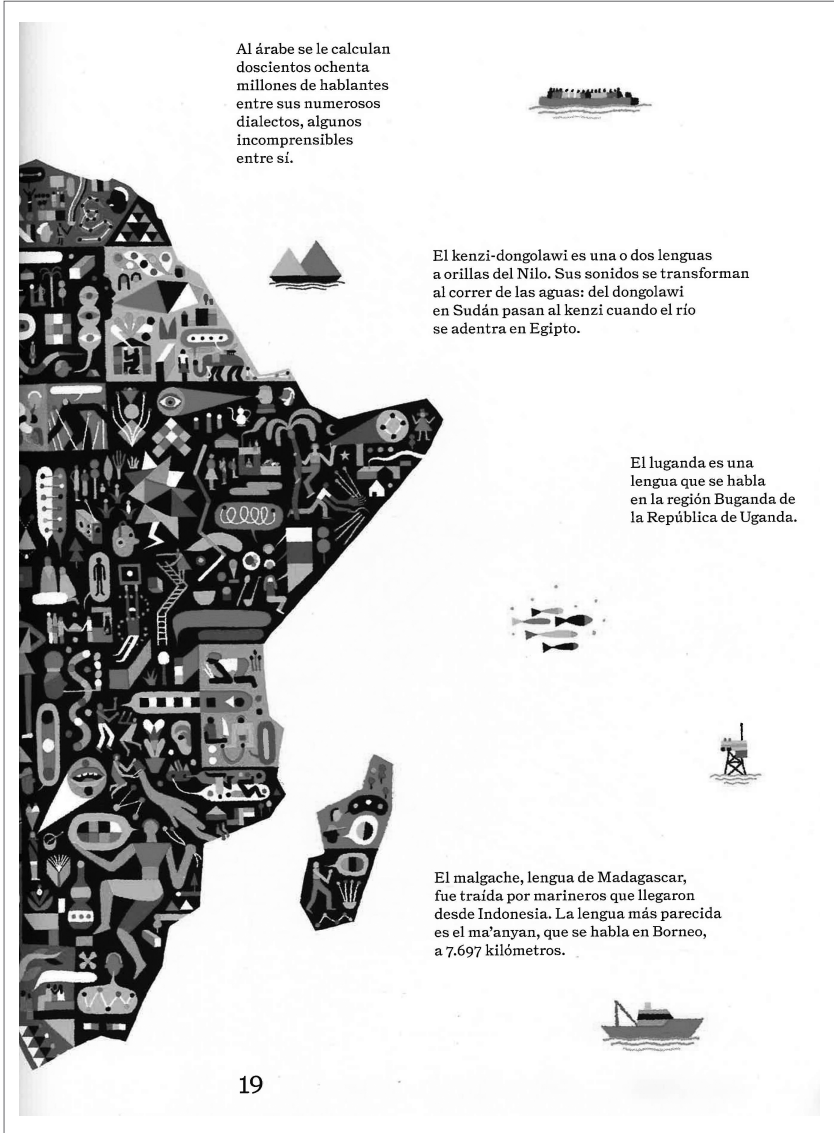 Al árabe se le calculan
doscientos ochenta
millones de hablantes
entre sus numerosos
dialectos, algunos
incomprensibles
entre sí.
El kenzi-dongolawi es una o dos lenguas
a orillas del Nilo. Sus sonidos se transforman
al correr de las aguas: del dongolawi
en Sudán pasan al kenzi cuando el río
se adentra en Egipto.
El luganda es una
lengua que se habla
en la región Buganda de
la República de Uganda.
El malgache, lengua de Madagascar,
fue traída por marineros que llegaron
desde Indonesia. La lengua más parecida
es el ma’anyan, que se habla en Borneo,
a 7.697 kilómetros.
19